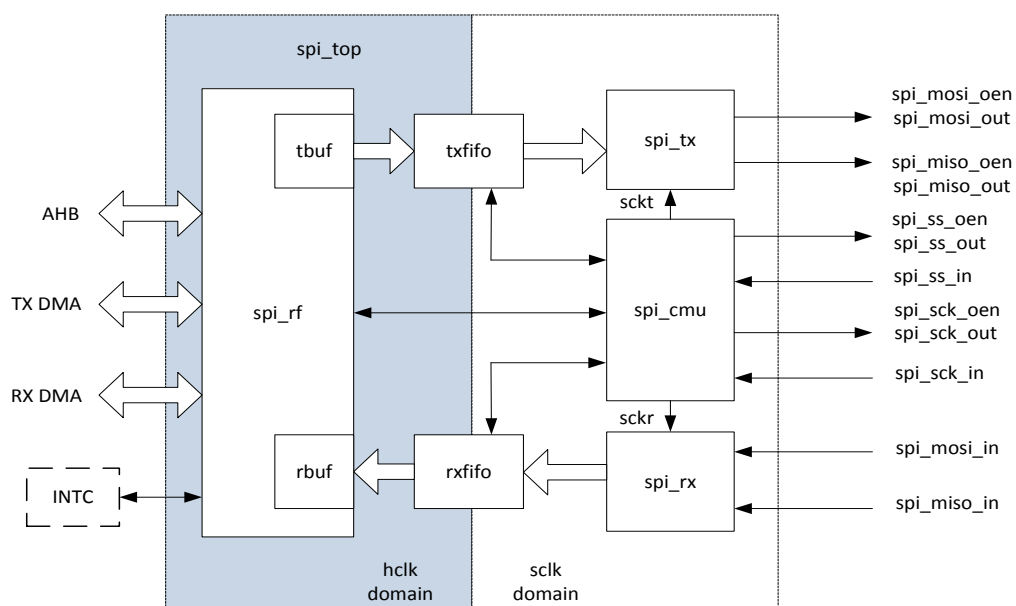 spi_top
tbuf
txfifo
spi_tx
spi_mosi_oen
spi_mosi_out
spi_miso_oen
spi_miso_out
sckt
AHB
TX DMA
RX DMA
INTC
spi_rf
spi_cmu
spi_ss_oen
spi_ss_out
spi_ss_in
spi_sck_oen
spi_sck_out
spi_sck_in
sckr
rbuf
rxfifo
spi_rx
spi_mosi_in
spi_miso_in
hclk
domain
sclk
domain